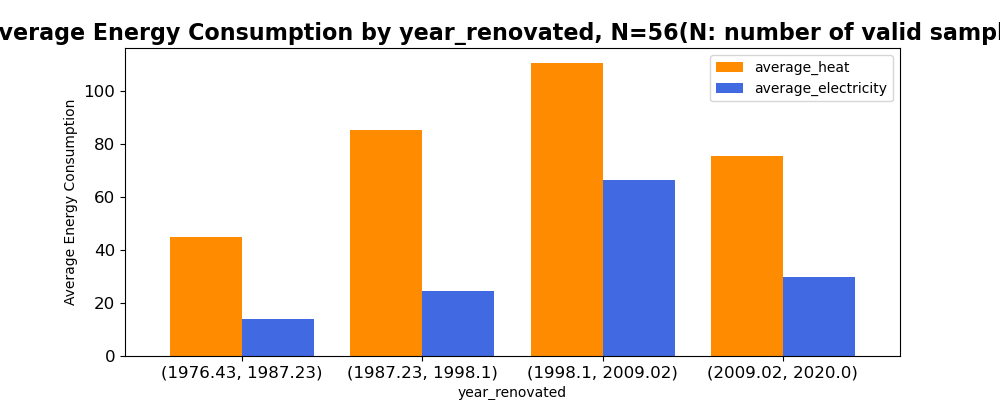 verage Energy Consumption by year_renovated, N=56(N: number of valid sampl
average_heat
average_electricity
Average Energy Consumption
100
80
60
40
20
0
(1976.43, 1987.23) (1987.23, 1998.1) (1998.1, 2009.02) (2009.02, 2020.0)
year_renovated